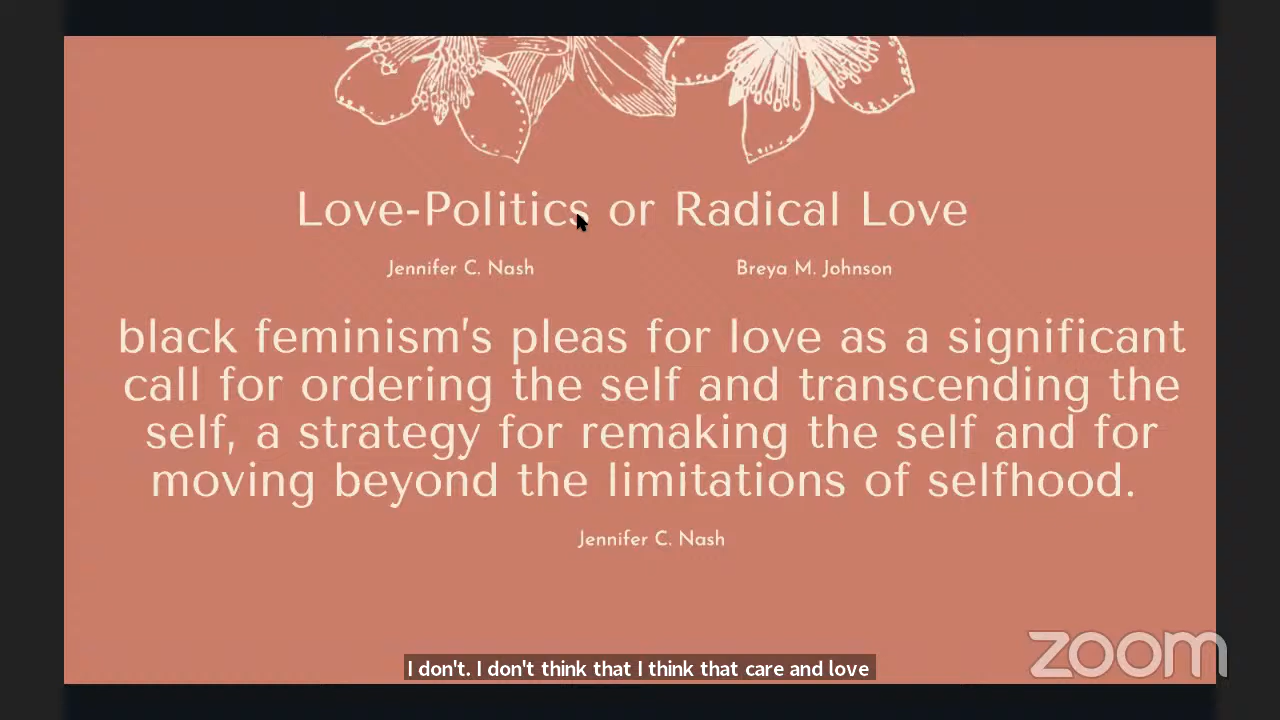 Love-Politics or Radical Love
Jennifer C. Nash Breya M. Johnson
black feminism's pleas for love as a significant
call for ordering the self and transcending the
self, a strategy for remaking the self and for
moving beyond the limitations of selfhood.
Jennifer C. Nash
I don't. I don't think that I think that care and love
zoom